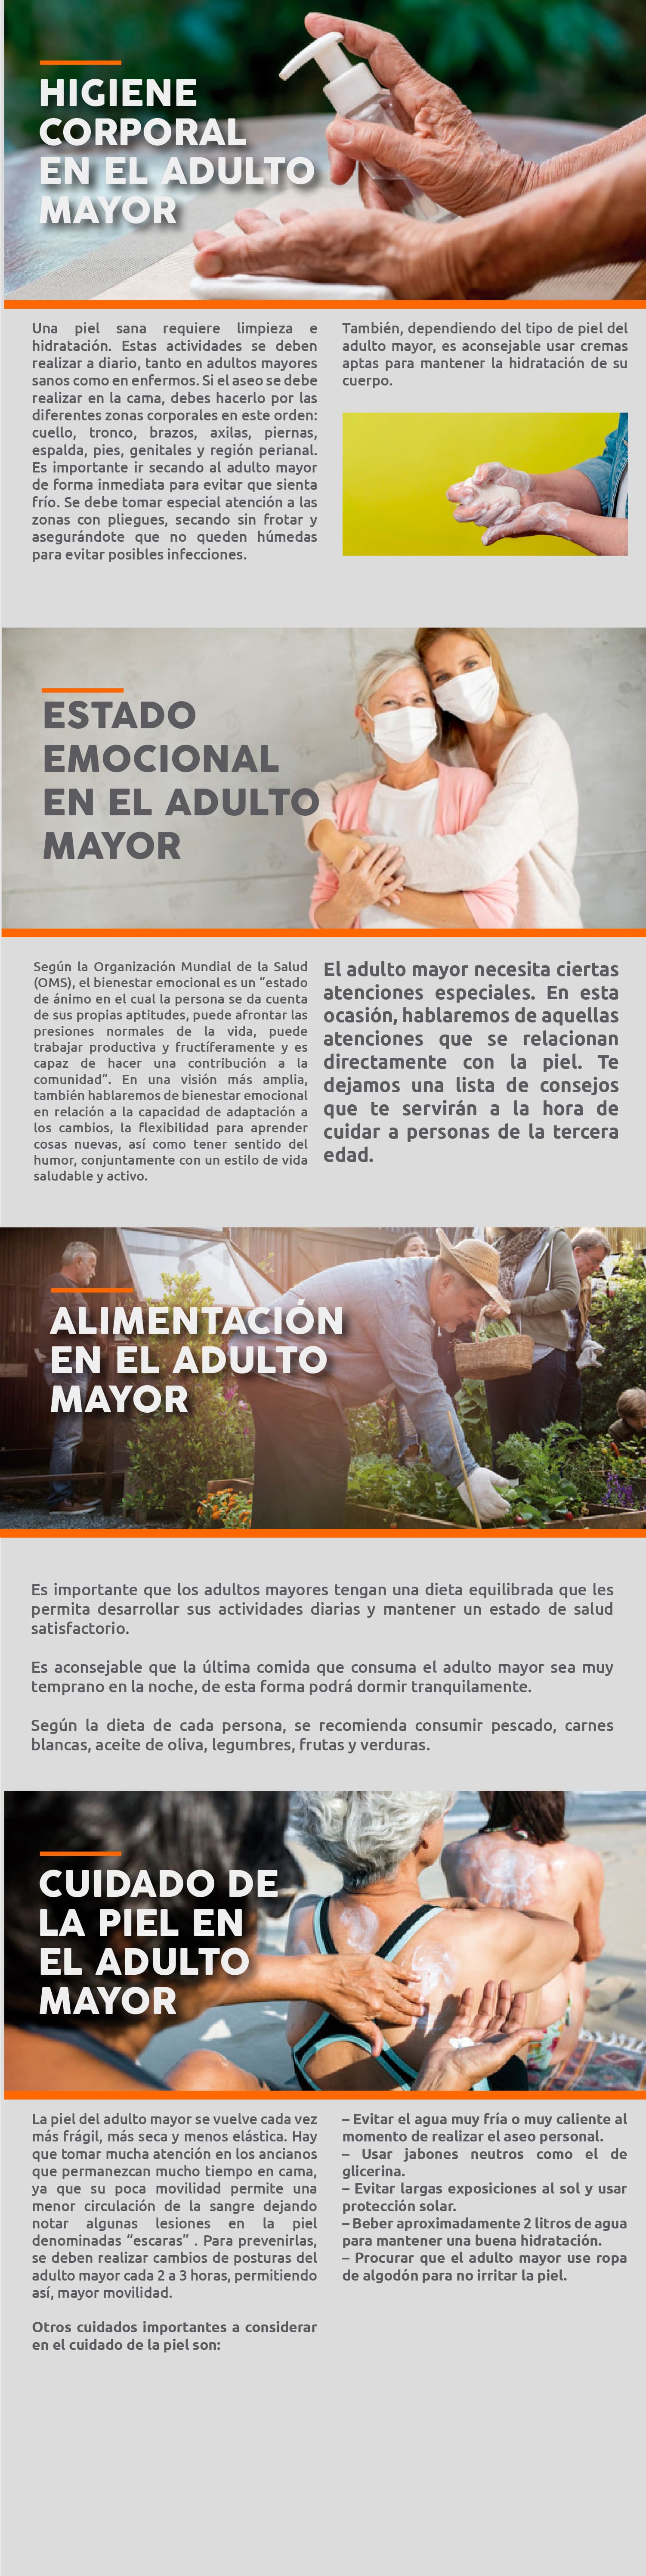 HIGIENE
CORPORAL
EN EL ADULTO
MAYOR
Una piel sana requiere limpieza e
hidratación. Estas actividades se deben
realizar a diario, tanto en adultos mayores
sanos como en enfermos. Si el aseo se debe
realizar en la cama, debes hacerlo por las
diferentes zonas corporales en este orden:
cuello, tronco, brazos, axilas, piernas,
espalda, pies, genitales y región perianal.
Es importante ir secando al adulto mayor
de forma inmediata para evitar que sienta
frío. Se debe tomar especial atención a las
zonas con pliegues, secando sin frotar y
asegurándote que no queden húmedas
para evitar posibles infecciones.
También, dependiendo del tipo de piel del
adulto mayor, es aconsejable usar cremas
aptas para mantener la hidratación de su
cuerpo.
ESTADO
EMOCIONAL
EN EL ADULTO
MAYOR
Según la Organización Mundial de la Salud
(OMS), el bienestar emocional es un “estado
de ánimo en el cual la persona se da cuenta
de sus propias aptitudes, puede afrontar las
presiones normales de la vida, puede
trabajar productiva y fructíferamente y es
capaz de hacer una contribución a la
comunidad”. En una visión más amplia,
también hablaremos de bienestar emocional
en relación a la capacidad de adaptación a
los cambios, la flexibilidad para aprender
cosas nuevas, así como tener sentido del
humor, conjuntamente con un estilo de vida
saludable y activo.
El adulto mayor necesita ciertas
atenciones especiales. En esta
ocasión, hablaremos de aquellas
atenciones que se relacionan
directamente con la piel. Te
dejamos una lista de consejos
que te servirán a la hora de
cuidar a personas de la tercera
edad.
ALIMENTACIÓN
EN EL ADULTO
MAYOR
Es importante que los adultos mayores tengan una dieta equilibrada que les
permita desarrollar sus actividades diarias y mantener un estado de salud
satisfactorio.
Es aconsejable que la última comida que consuma el adulto mayor sea muy
temprano en la noche, de esta forma podrá dormir tranquilamente.
Según la dieta de cada persona, se recomienda consumir pescado, carnes
blancas, aceite de oliva, legumbres, frutas y verduras.
CUIDADO DE
LA PIEL EN
EL ADULTO
MAYOR
La piel del adulto mayor se vuelve cada vez
más frágil, más seca y menos elástica. Hay
que tomar mucha atención en los ancianos
que permanezcan mucho tiempo en cama,
ya que su poca movilidad permite una
menor circulación de la sangre dejando
notar algunas lesiones en la piel
denominadas “escaras” . Para prevenirlas,
se deben realizar cambios de posturas del
adulto mayor cada 2 a 3 horas, permitiendo
así, mayor movilidad.
Otros cuidados importantes a considerar
en el cuidado de la piel son:
– Evitar el agua muy fría o muy caliente al
momento de realizar el aseo personal.
– Usar jabones neutros como el de
glicerina.
– Evitar largas exposiciones al sol y usar
protección solar.
– Beber aproximadamente 2 litros de agua
para mantener una buena hidratación.
– Procurar que el adulto mayor use ropa
de algodón para no irritar la piel.